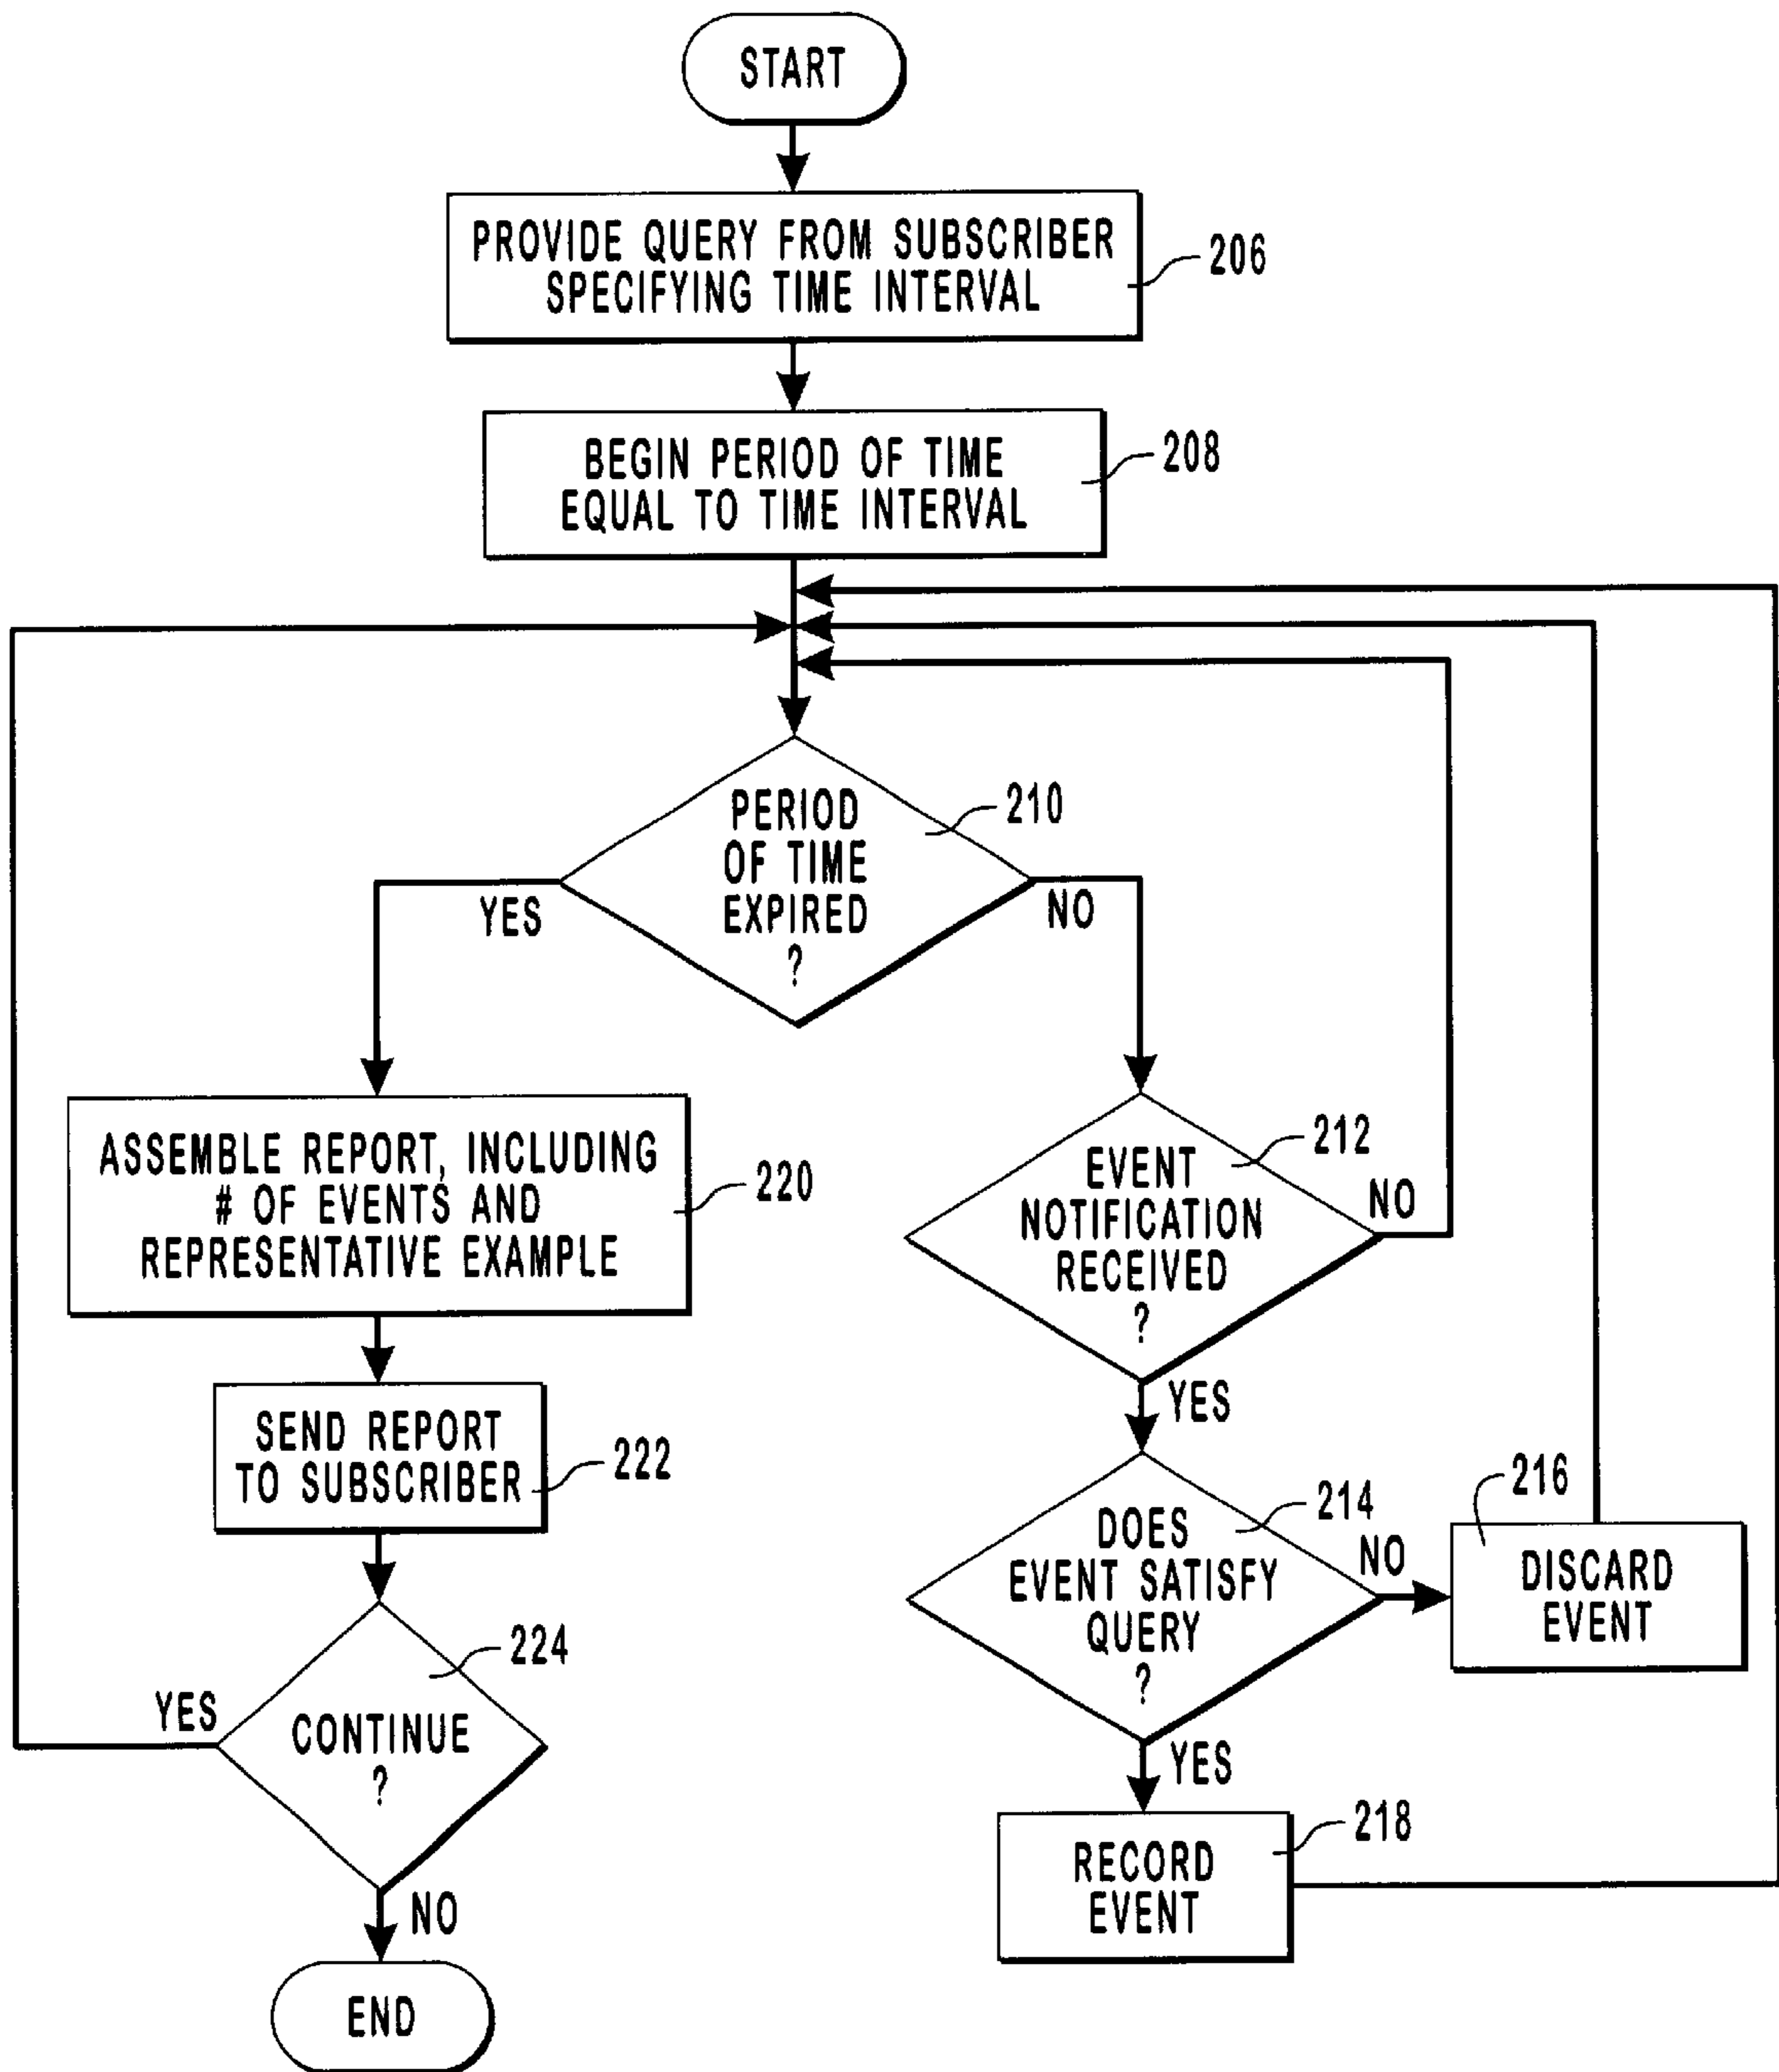 START
PROVIDE QUERY FROM SUBSCRIBER
SPECIFYING TIME INTERVAL
206
BEGIN PERIOD OF TIME
EQUAL TO TIME INTERVAL
208
PERIOD
OF TIME
EXPIRED
?
210
YES
NO
ASSEMBLE REPORT, INCLUDING
# OF EVENTS AND
REPRESENTATIVE EXAMPLE
220
EVENT
NOTIFICATION
RECEIVED
?
212
NO
YES
SEND REPORT
TO SUBSCRIBER
222
DOES
EVENT SATISFY
QUERY
?
214
NO
216
DISCARD
EVENT
YES
CONTINUE
?
224
YES
NO
RECORD
EVENT
218
END